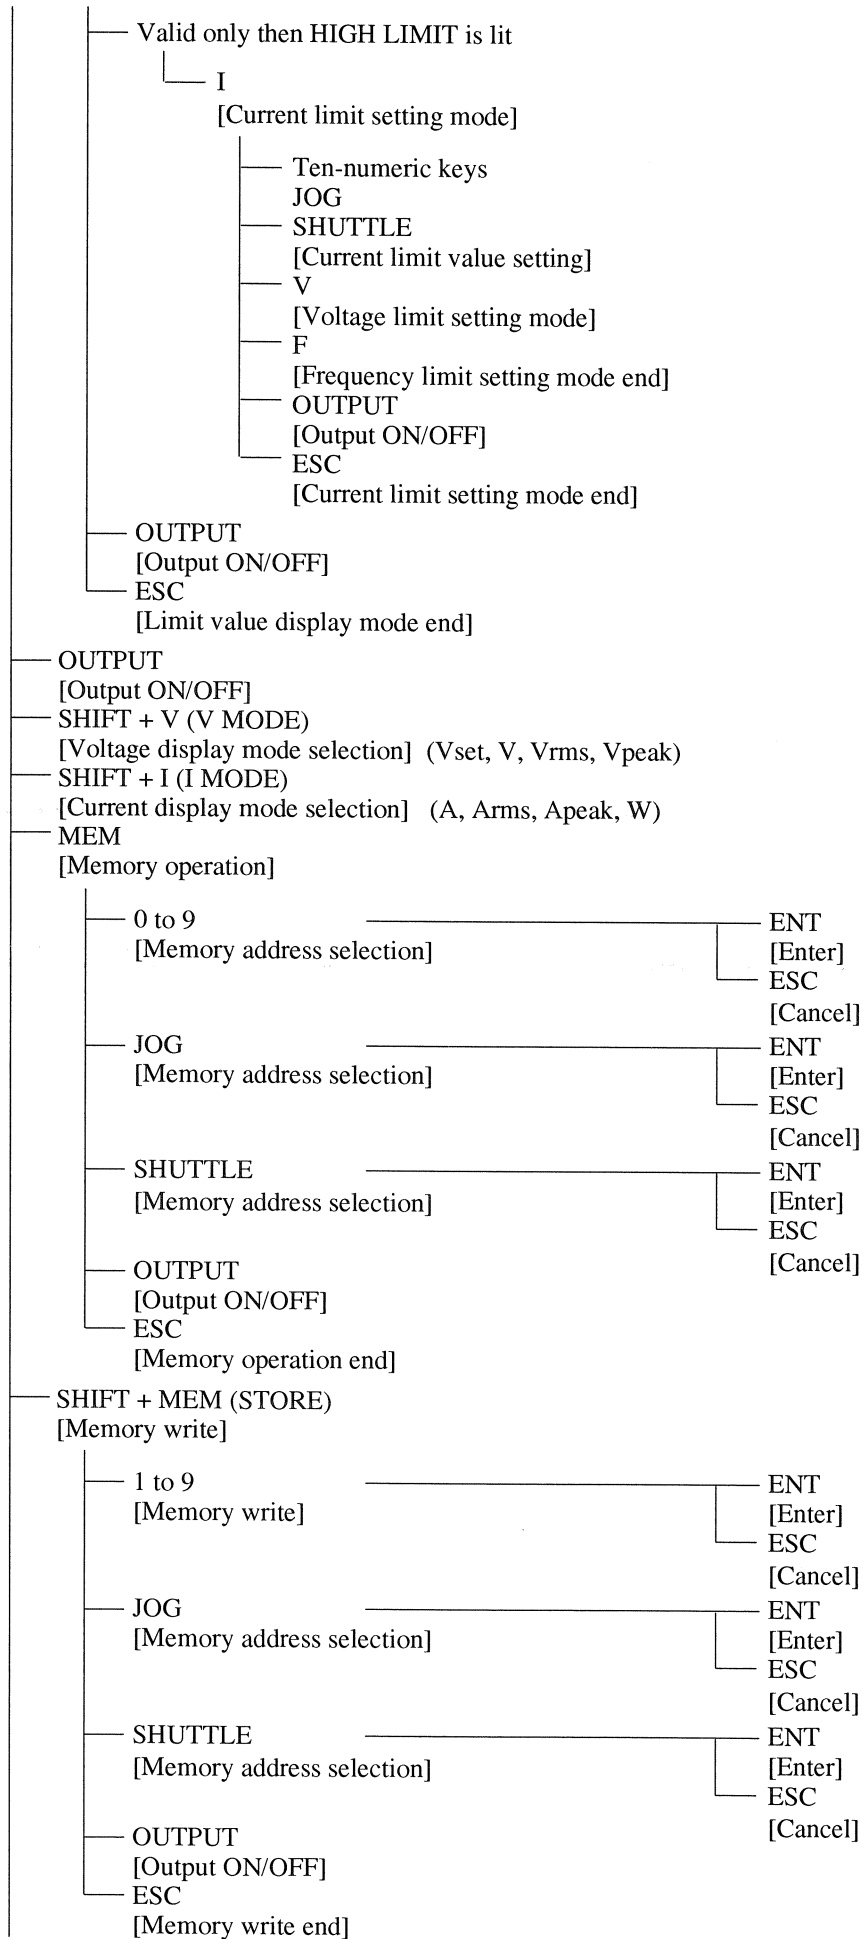 Valid only then HIGH LIMIT is lit
I
[Current limit setting mode]
Ten-numeric keys
JOG
SHUTTLE
[Current limit value setting]
V
[Voltage limit setting mode]
F
[Frequency limit setting mode end]
OUTPUT
[Output ON/OFF]
ESC
[Current limit setting mode end]
OUTPUT
[Output ON/OFF]
ESC
[Limit value display mode end]
OUTPUT
[Output ON/OFF]
SHIFT + V (V MODE)
[Voltage display mode selection] (Vset, V, Vrms, Vpeak)
SHIFT + I (I MODE)
[Current display mode selection] (A, Arms, Apeak, W)
MEM
[Memory operation]
0 to 9 ENT
[Memory address selection] [Enter]
ESC
[Cancel]
JOG ENT
[Memory address selection] [Enter]
ESC
[Cancel]
SHUTTLE ENT
[Memory address selection] [Enter]
ESC
[Cancel]
OUTPUT
[Output ON/OFF]
ESC
[Memory operation end]
SHIFT + MEM (STORE)
[Memory write]
1 to 9 ENT
[Memory write] [Enter]
ESC
[Cancel]
JOG ENT
[Memory address selection] [Enter]
ESC
[Cancel]
SHUTTLE ENT
[Memory address selection] [Enter]
ESC
[Cancel]
OUTPUT
[Output ON/OFF]
ESC
[Memory write end]